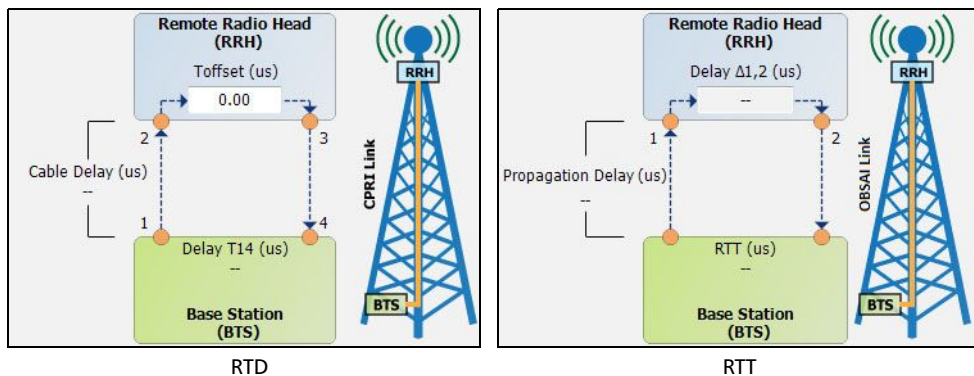 Remote Radio Head
(RRH)
Toffset (us)
0.00
2
3
Cable Delay (us)
--
1
4
Delay T14 (us)
--
Base Station
(BTS)
CPRI Link
RRH
BTS
RTD
Remote Radio Head
(RRH)
Delay Δ1,2 (us)
--
1
2
Propagation Delay (us)
--
RTT (us)
--
Base Station
(BTS)
OBSAI Link
RRH
BTS
RTT